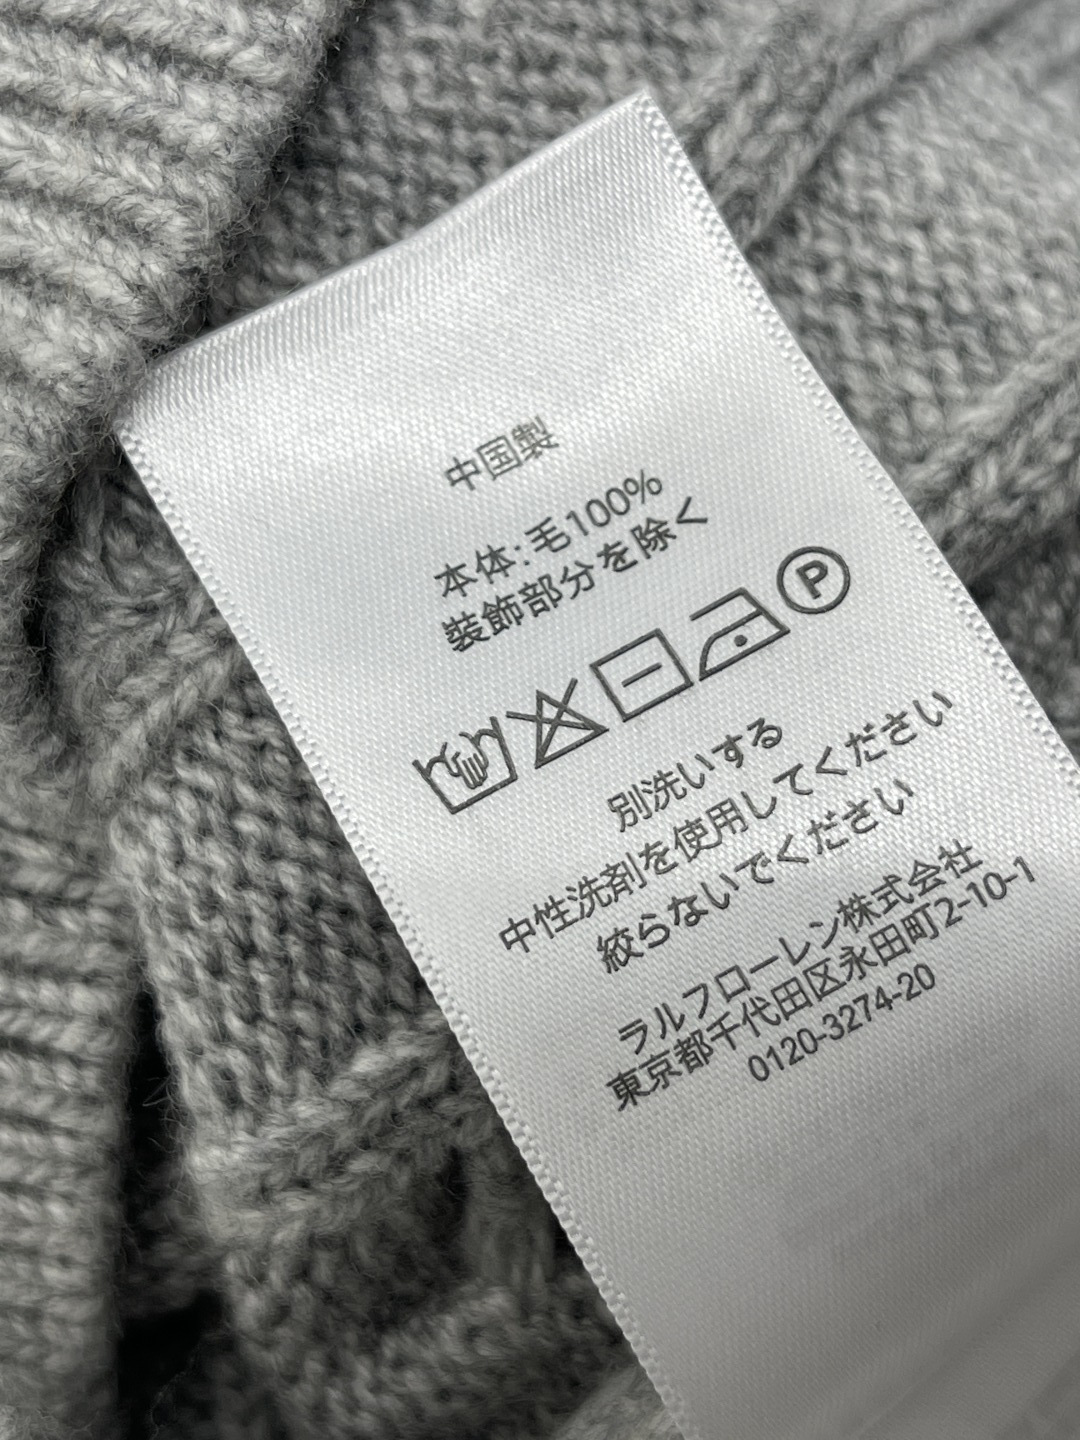 中国製
本体:毛100%
装飾部分を除く
P
別洗いする
中性洗剤を使用してください
絞らないでください
ラルフローレン株式会社
東京都千代田区永田町2-10-1
0120-3274-20